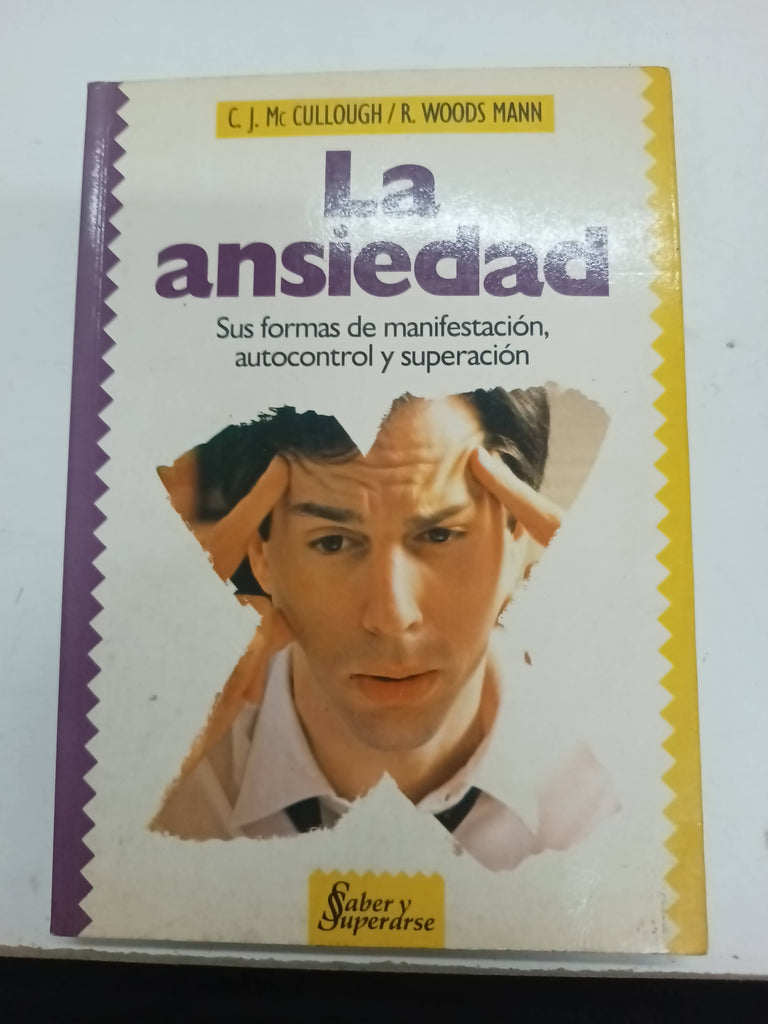 C. J. Mc CULLOUGH / R. WOODS MANN
La
ansiedad
Sus formas de manifestación,
autocontrol y superación
Saber y
Superarse